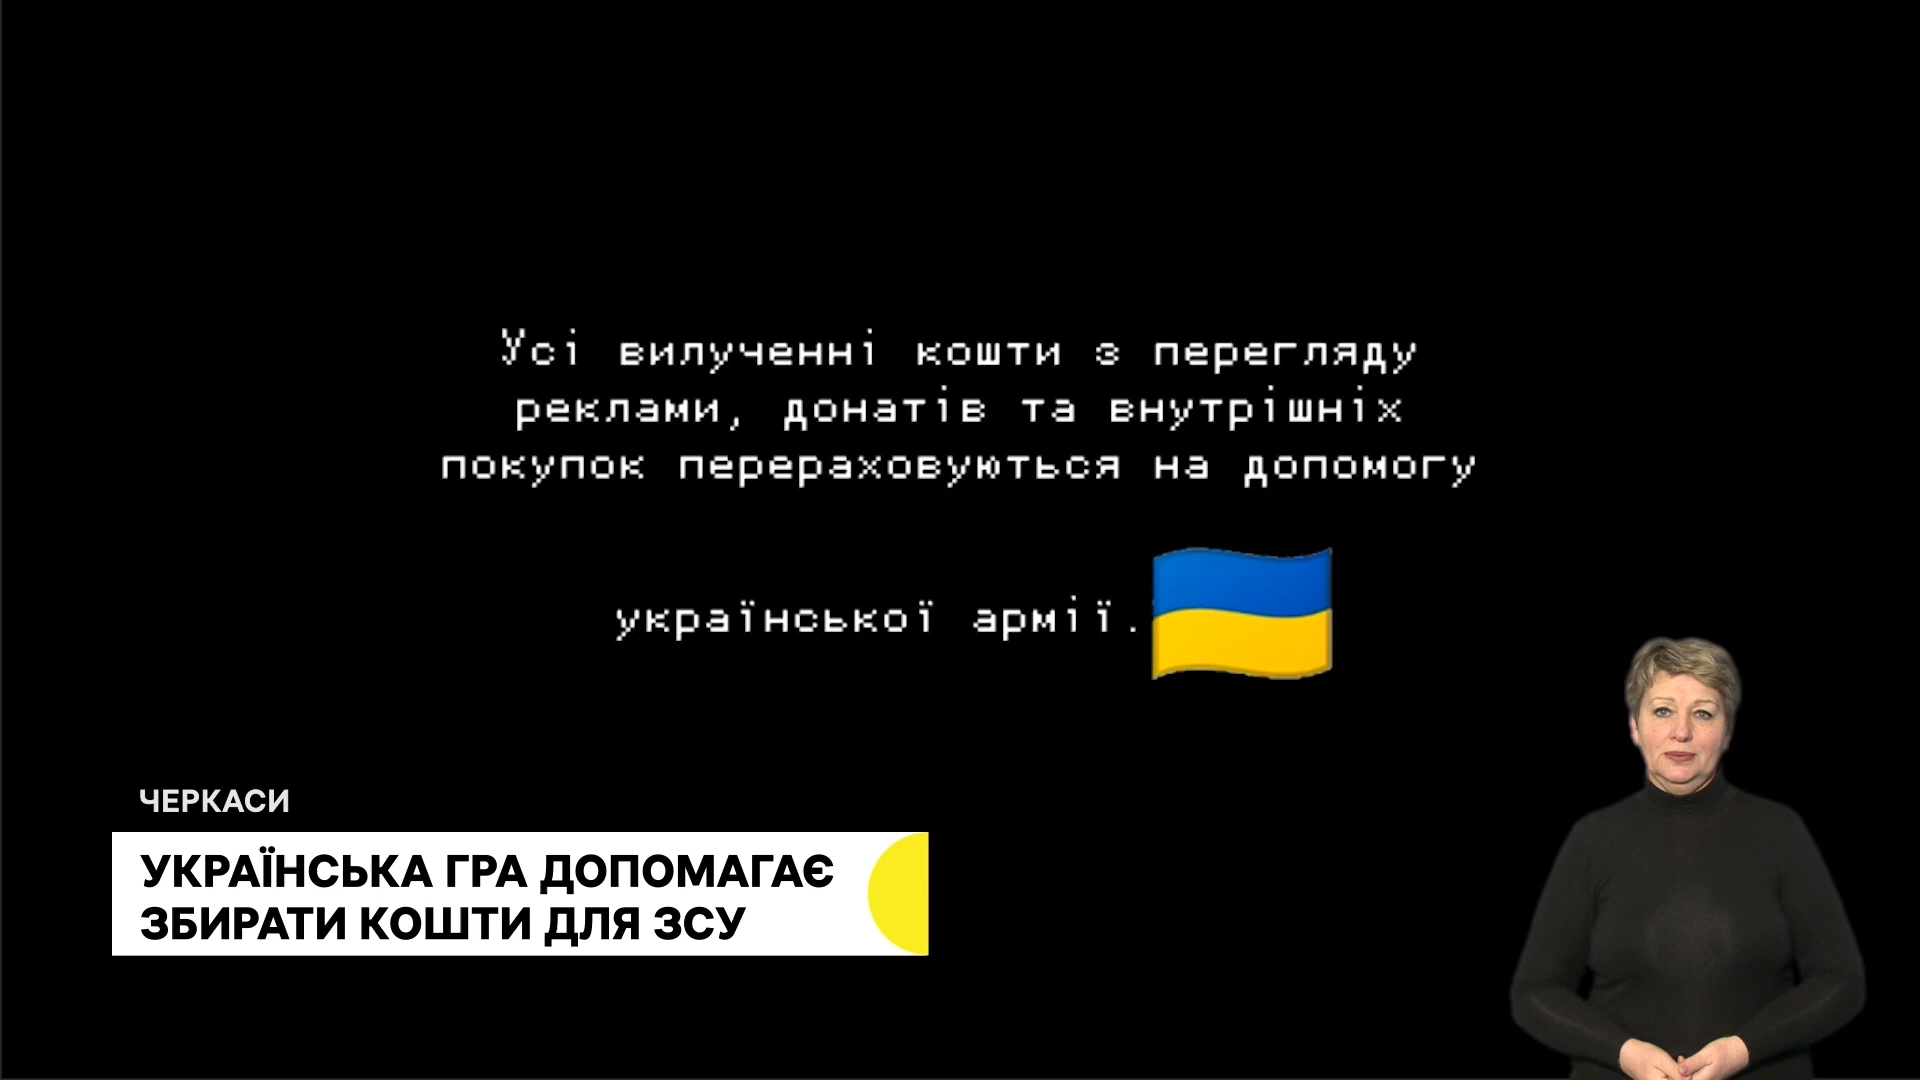 Усі вилученні кошти з перегляду
реклами, донатів та внутрішніх
покупок перераховуються на допомогу
української армії.
ЧЕРКАСИ
УКРАЇНСЬКА ГРА ДОПОМАГАЄ
ЗБИРАТИ КОШТИ ДЛЯ ЗСУ